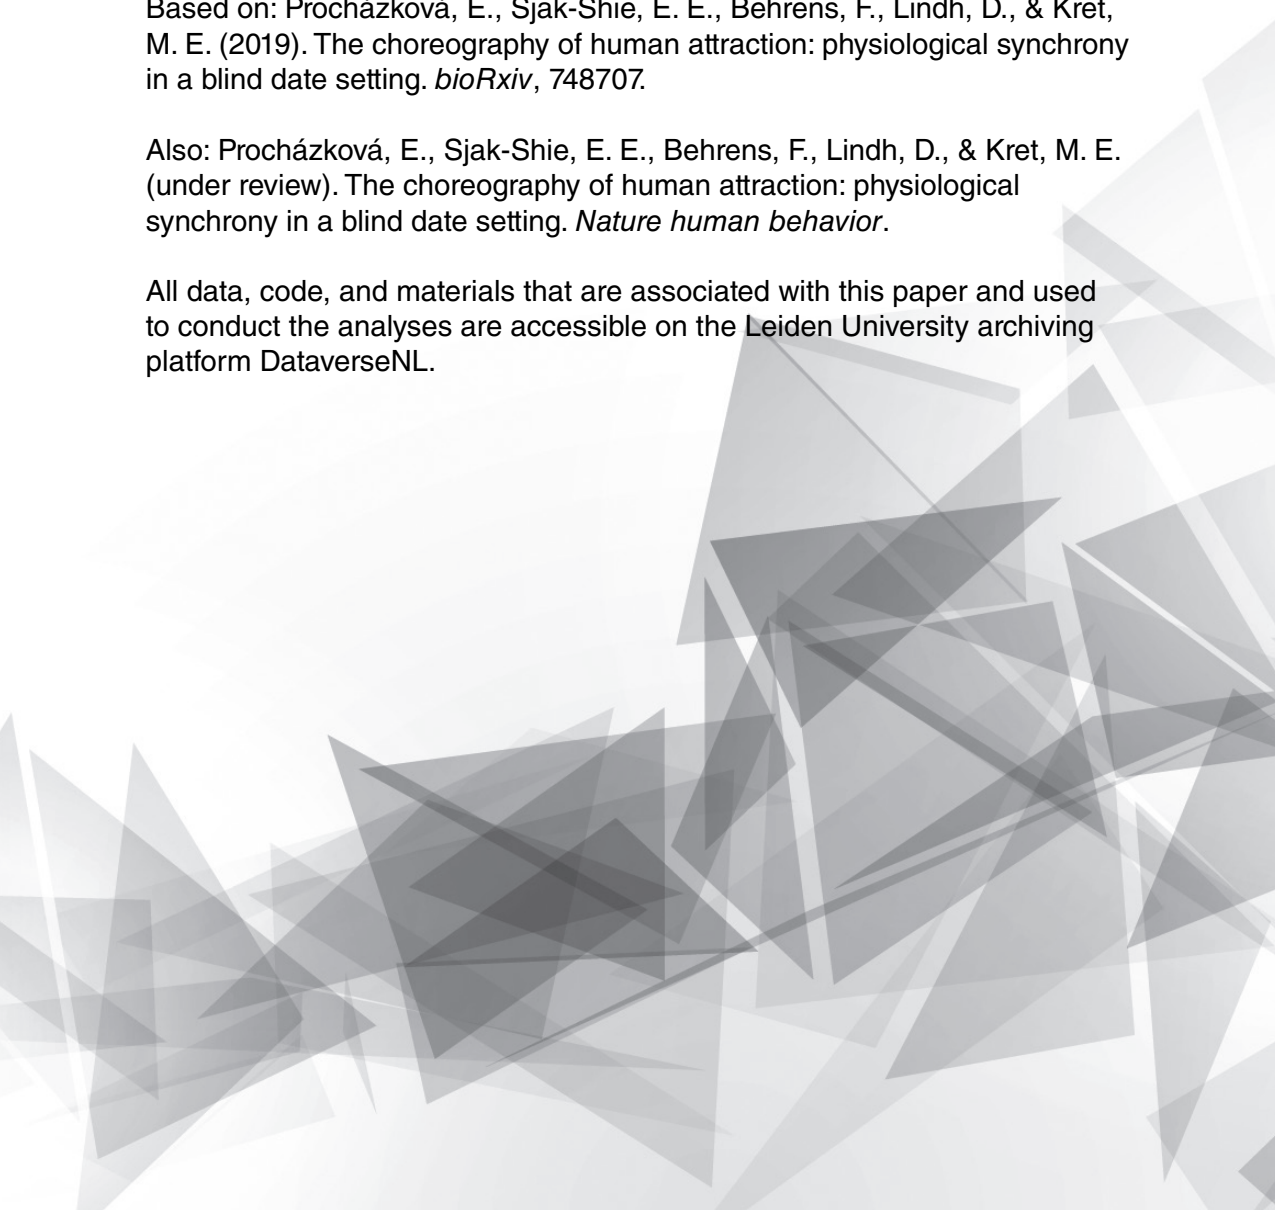 Based on: Procházková, E., Sjak-Shie, E. E., Behrens, F., Lindh, D., & Kret,
M. E. (2019). The choreography of human attraction: physiological synchrony
in a blind date setting. bioRxiv, 748707.
Also: Procházková, E., Sjak-Shie, E. E., Behrens, F., Lindh, D., & Kret, M. E.
(under review). The choreography of human attraction: physiological
synchrony in a blind date setting. Nature human behavior.
All data, code, and materials that are associated with this paper and used
to conduct the analyses are accessible on the Leiden University archiving
platform DataverseNL.